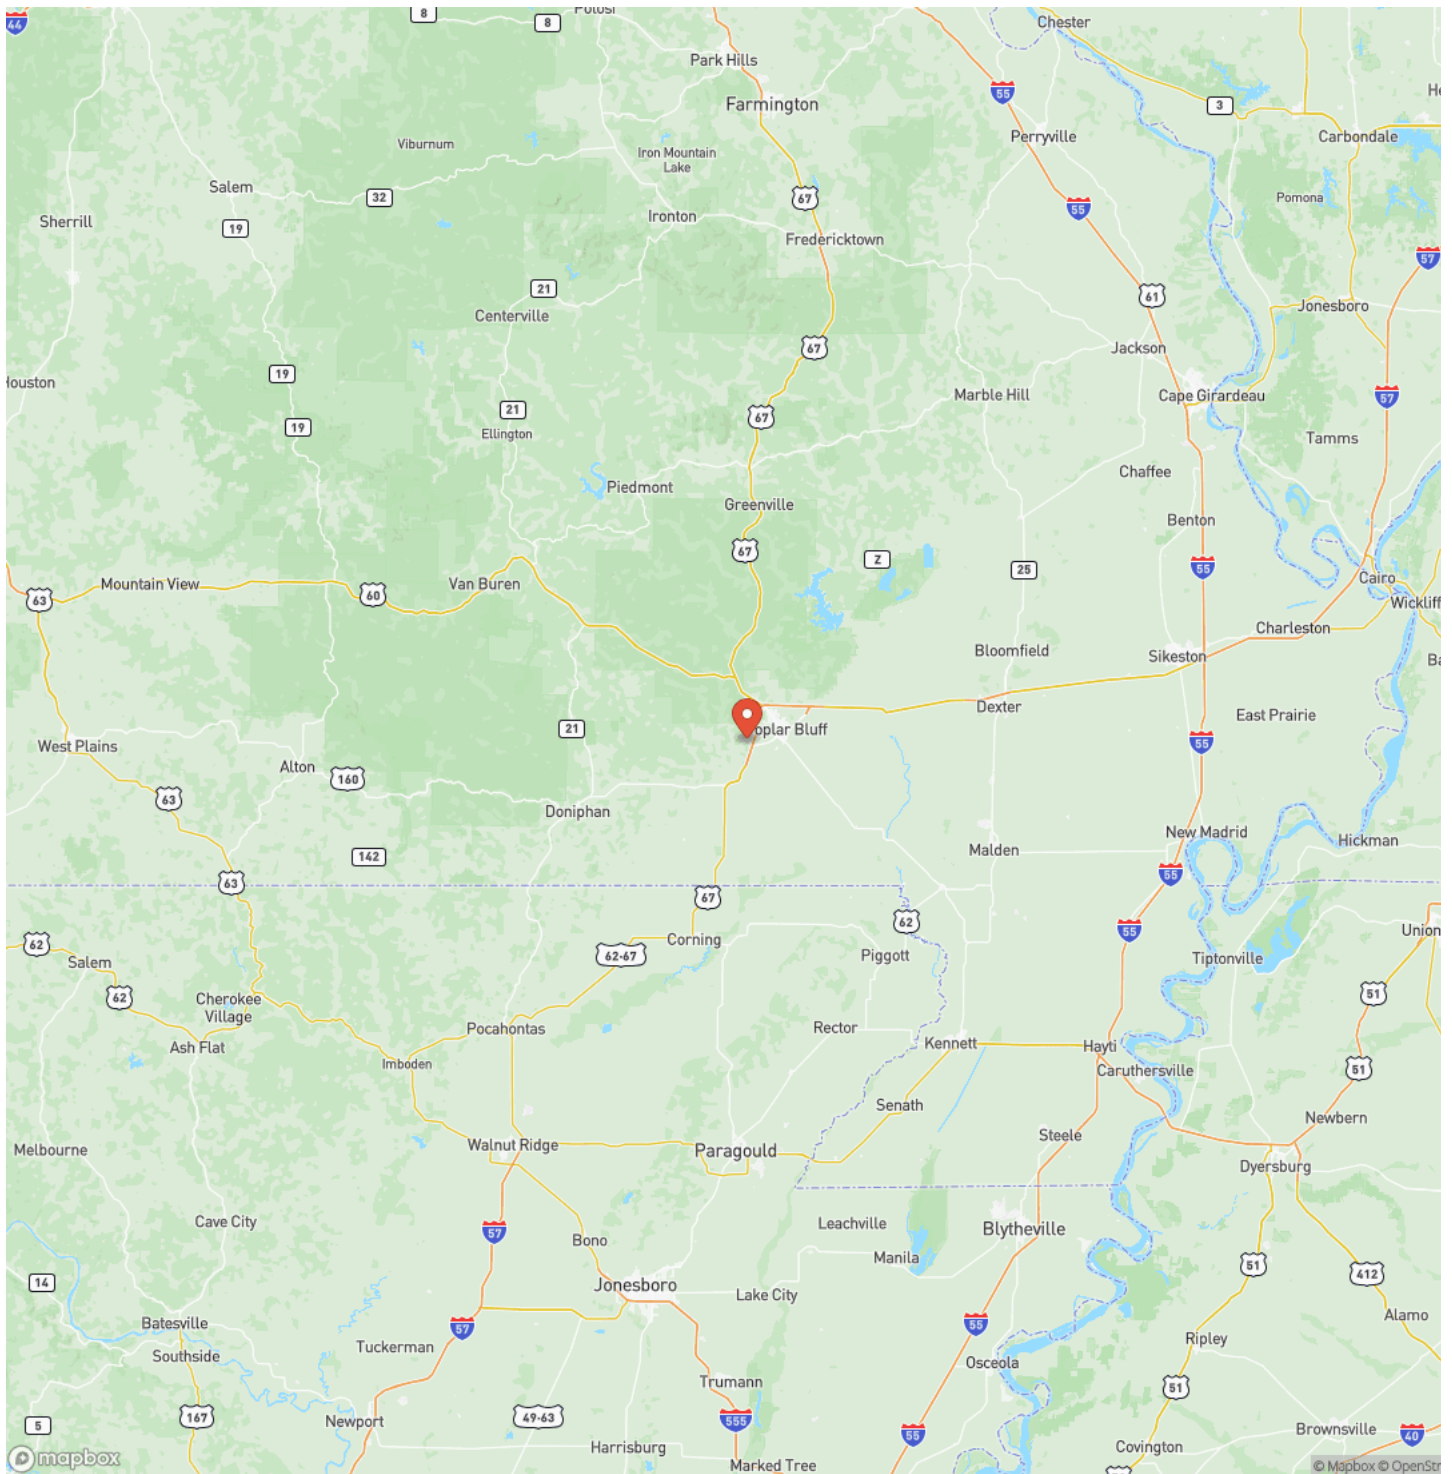 44
8
8
Potosi
Chester
Park Hills
55
3
Farmington
Carbondale
Perryville
Viburnum
Iron Mountain
Lake
Salem
32
67
55
Pomona
Sherrill
19
Ironton
Fredericktown
57
21
61
Centerville
Jonesboro
67
Jackson
19
Houston
Marble Hill
Cape Girardeau
57
21
67
19
Ellington
Tamms
Chaffee
Piedmont
Greenville
Benton
67
Z
25
55
Mountain View
60
Van Buren
Cairo
63
Wickliff
Charleston
Bloomfield
Sikeston
Dexter
East Prairie
21
oplar Bluff
West Plains
55
Alton
160
63
Doniphan
New Madrid
Hickman
142
Malden
55
63
67
62
55
Union
62
Corning
62-67
Piggott
Tiptonville
Salem
62
51
Cherokee
Village
Pocahontas
Rector
Ash Flat
Kennett
Hayti
Imboden
Caruthersville
51
Senath
Newbern
Steele
Melbourne
Walnut Ridge
Paragould
Dyersburg
Cave City
Leachville
57
Blytheville
Bono
Manila
51
412
14
Jonesboro
Lake City
Alamo
Batesville
57
55
Tuckerman
Ripley
Southside
Osceola
Trumann
51
5
167
Newport
49-63
555
55
Brownsville
40
Harrisburg
Covington
mapbox
Marked Tree
© Mapbox © OpenStr